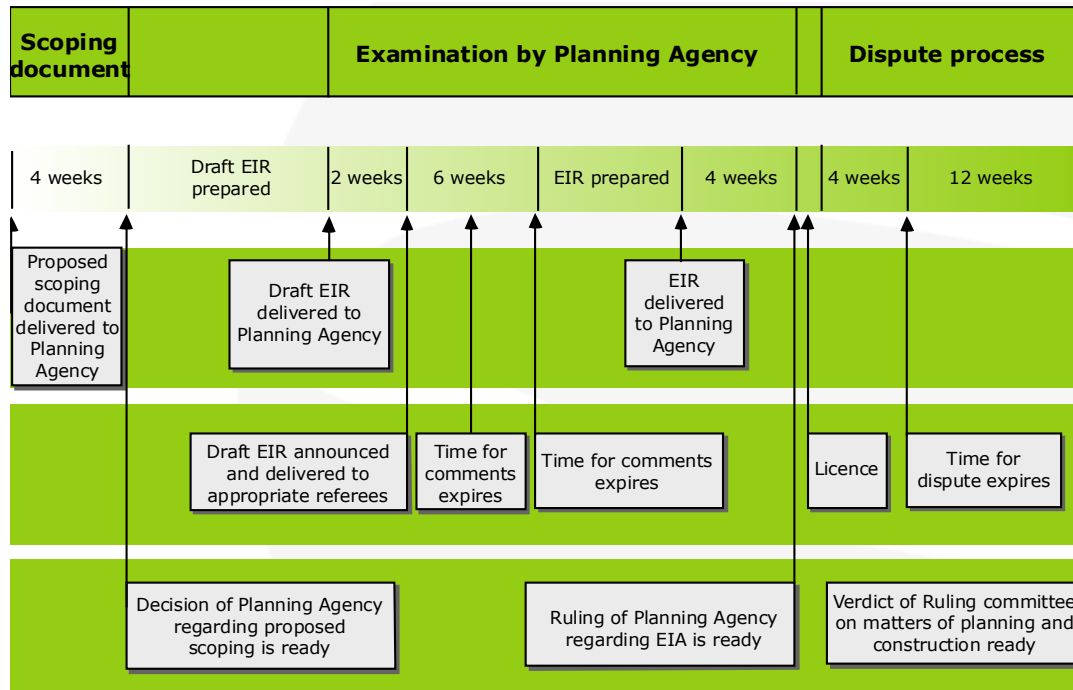 Scoping
document
Examination by Planning Agency
Dispute process
4 weeks
Draft EIR
prepared
2 weeks
6 weeks
EIR prepared
4 weeks
4 weeks
12 weeks
Proposed
scoping
document
delivered to
Planning
Agency
Draft EIR
delivered to
Planning Agency
EIR
delivered
to Planning
Agency
Draft EIR announced
and delivered to
appropriate referees
Time for
comments
expires
Time for comments
expires
Licence
Time for
dispute expires
Decision of Planning Agency
regarding proposed
scoping is ready
Ruling of Planning Agency
regarding EIA is ready
Verdict of Ruling committee
on matters of planning and
construction ready